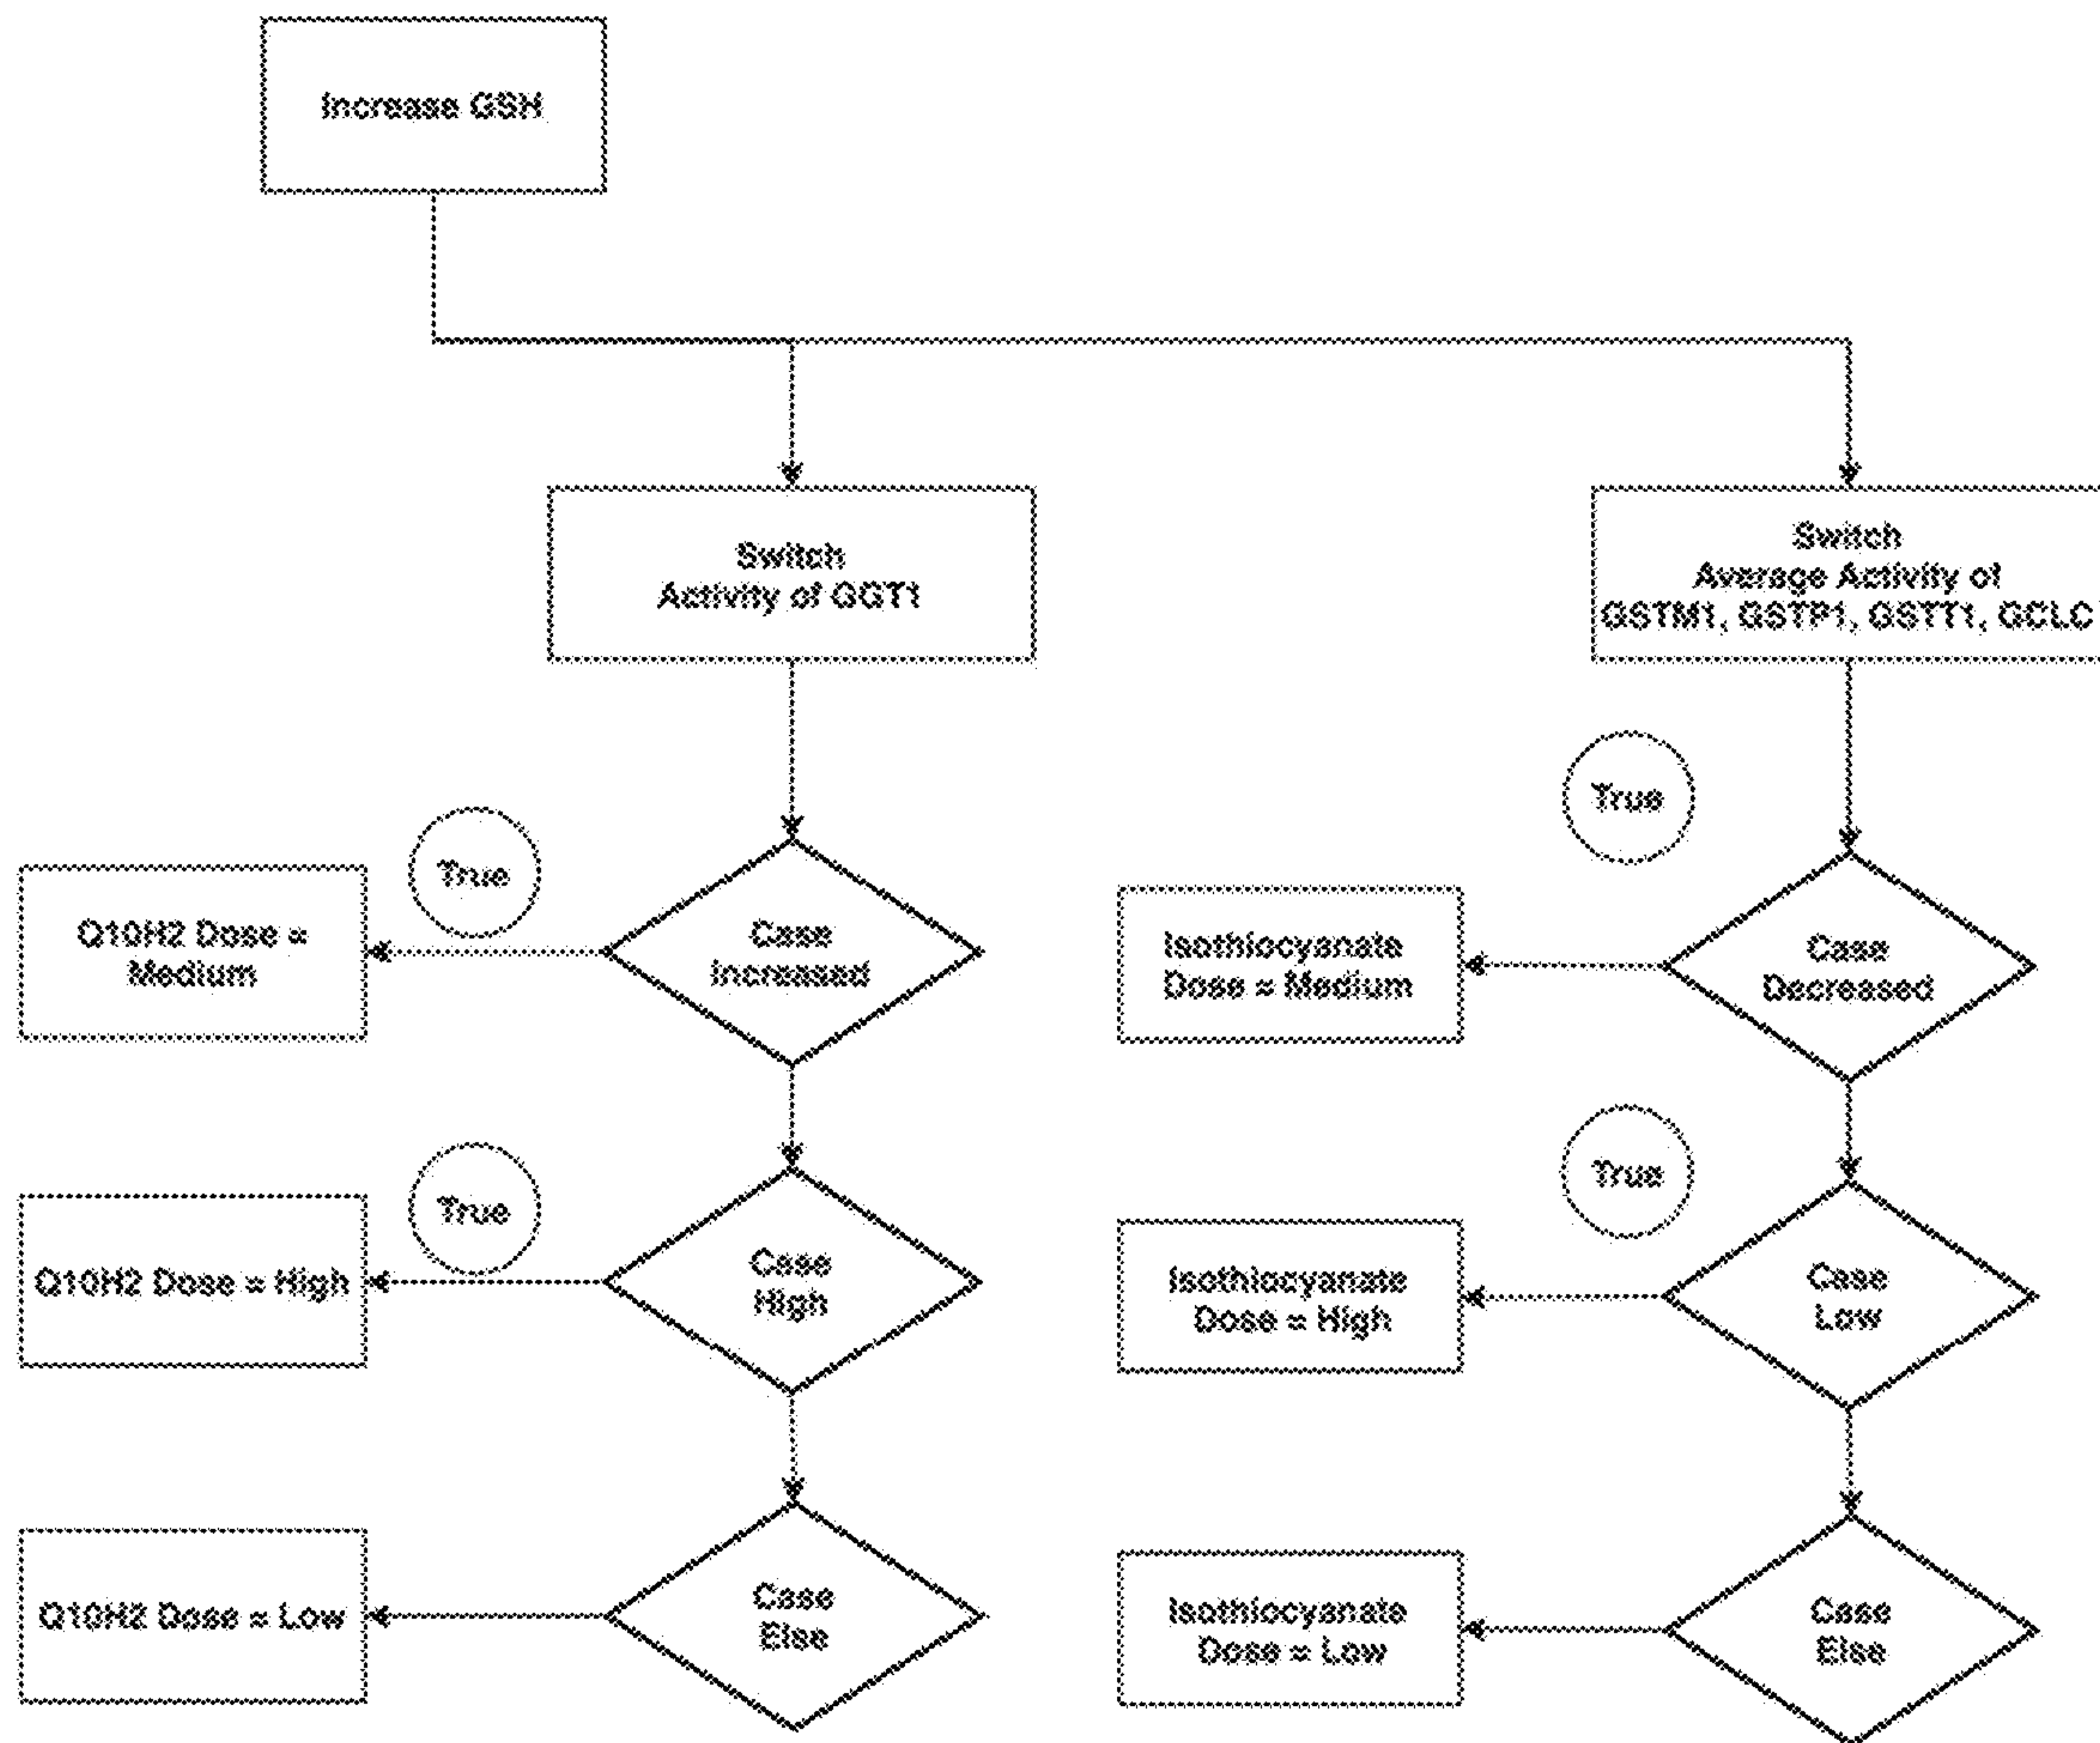 Increase GSH
Switch
Activity of GGT1
Switch
Average Activity of
GSTM1, GSTP1, GSTT1, GCLC
True
True
Q10H2 Dose =
Medium
Case
Increased
Isothiocyanate
Dose = Medium
Case
Decreased
True
True
Q10H2 Dose = High
Case
High
Isothiocyanate
Dose = High
Case
Low
Q10H2 Dose = Low
Case
Else
Isothiocyanate
Dose = Low
Case
Else